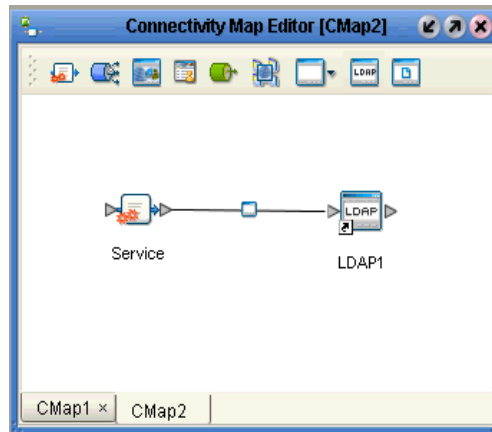 Connectivity Map Editor [CMap2]
LDAP
LDAP
Service
LDAP1
CMap1 ×
CMap2